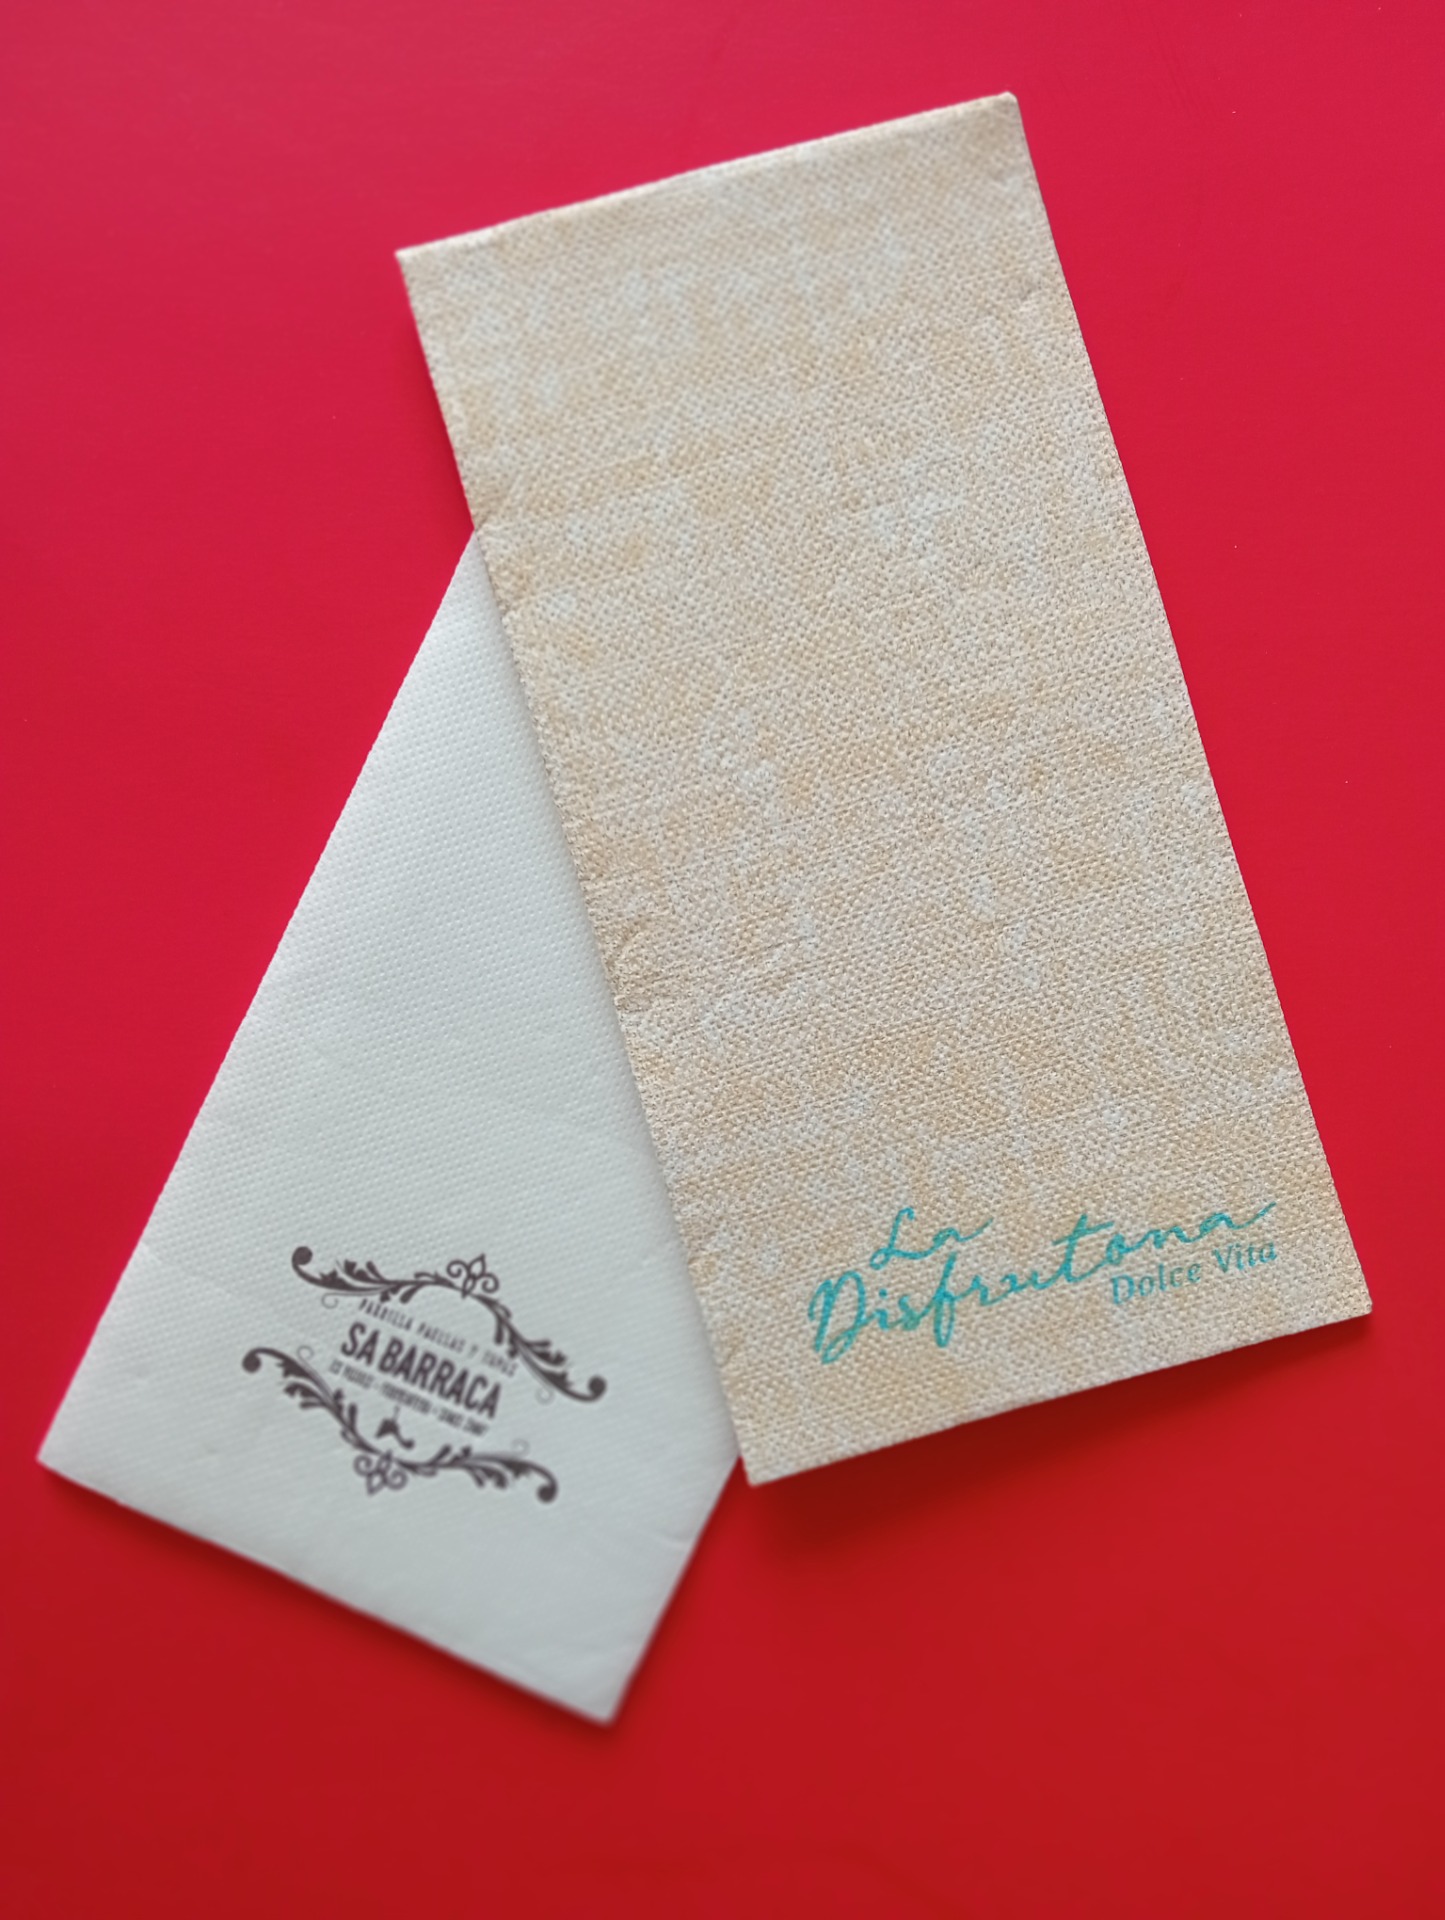 La
Disfrutona
Dolce Vita
PARRILLA PAELLAS Y TAPAS
SA BARRACA